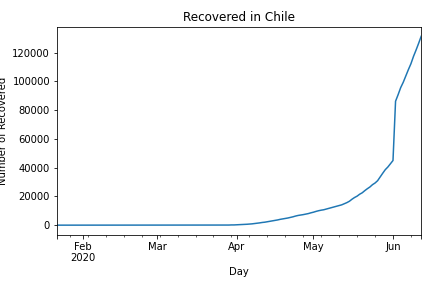 Recovered in Chile
Number of Recovered
120000
100000
80000
60000
40000
20000
0
Feb
2020
Mar
Apr
May
Jun
Day